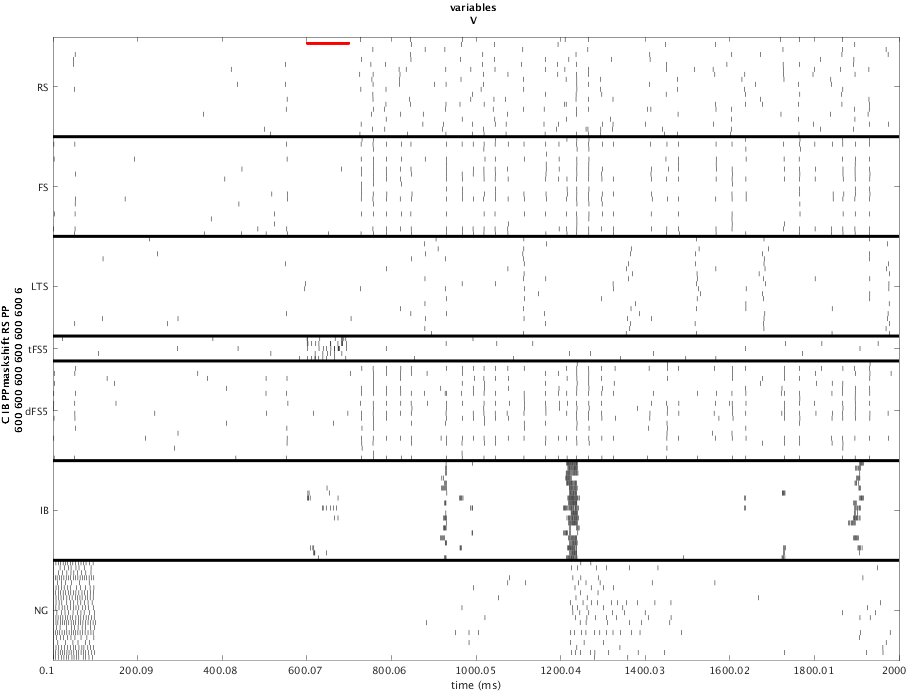 variables
V
C IB PPmaskshift RS PP
600 600 600 600 600 600 600 6
RS
FS
LTS
tFS5
dFS5
IB
NG
0.1 200.09 400.08 600.07 800.06 1000.05 1200.04 1400.03 1600.02 1800.01 2000
time (ms)